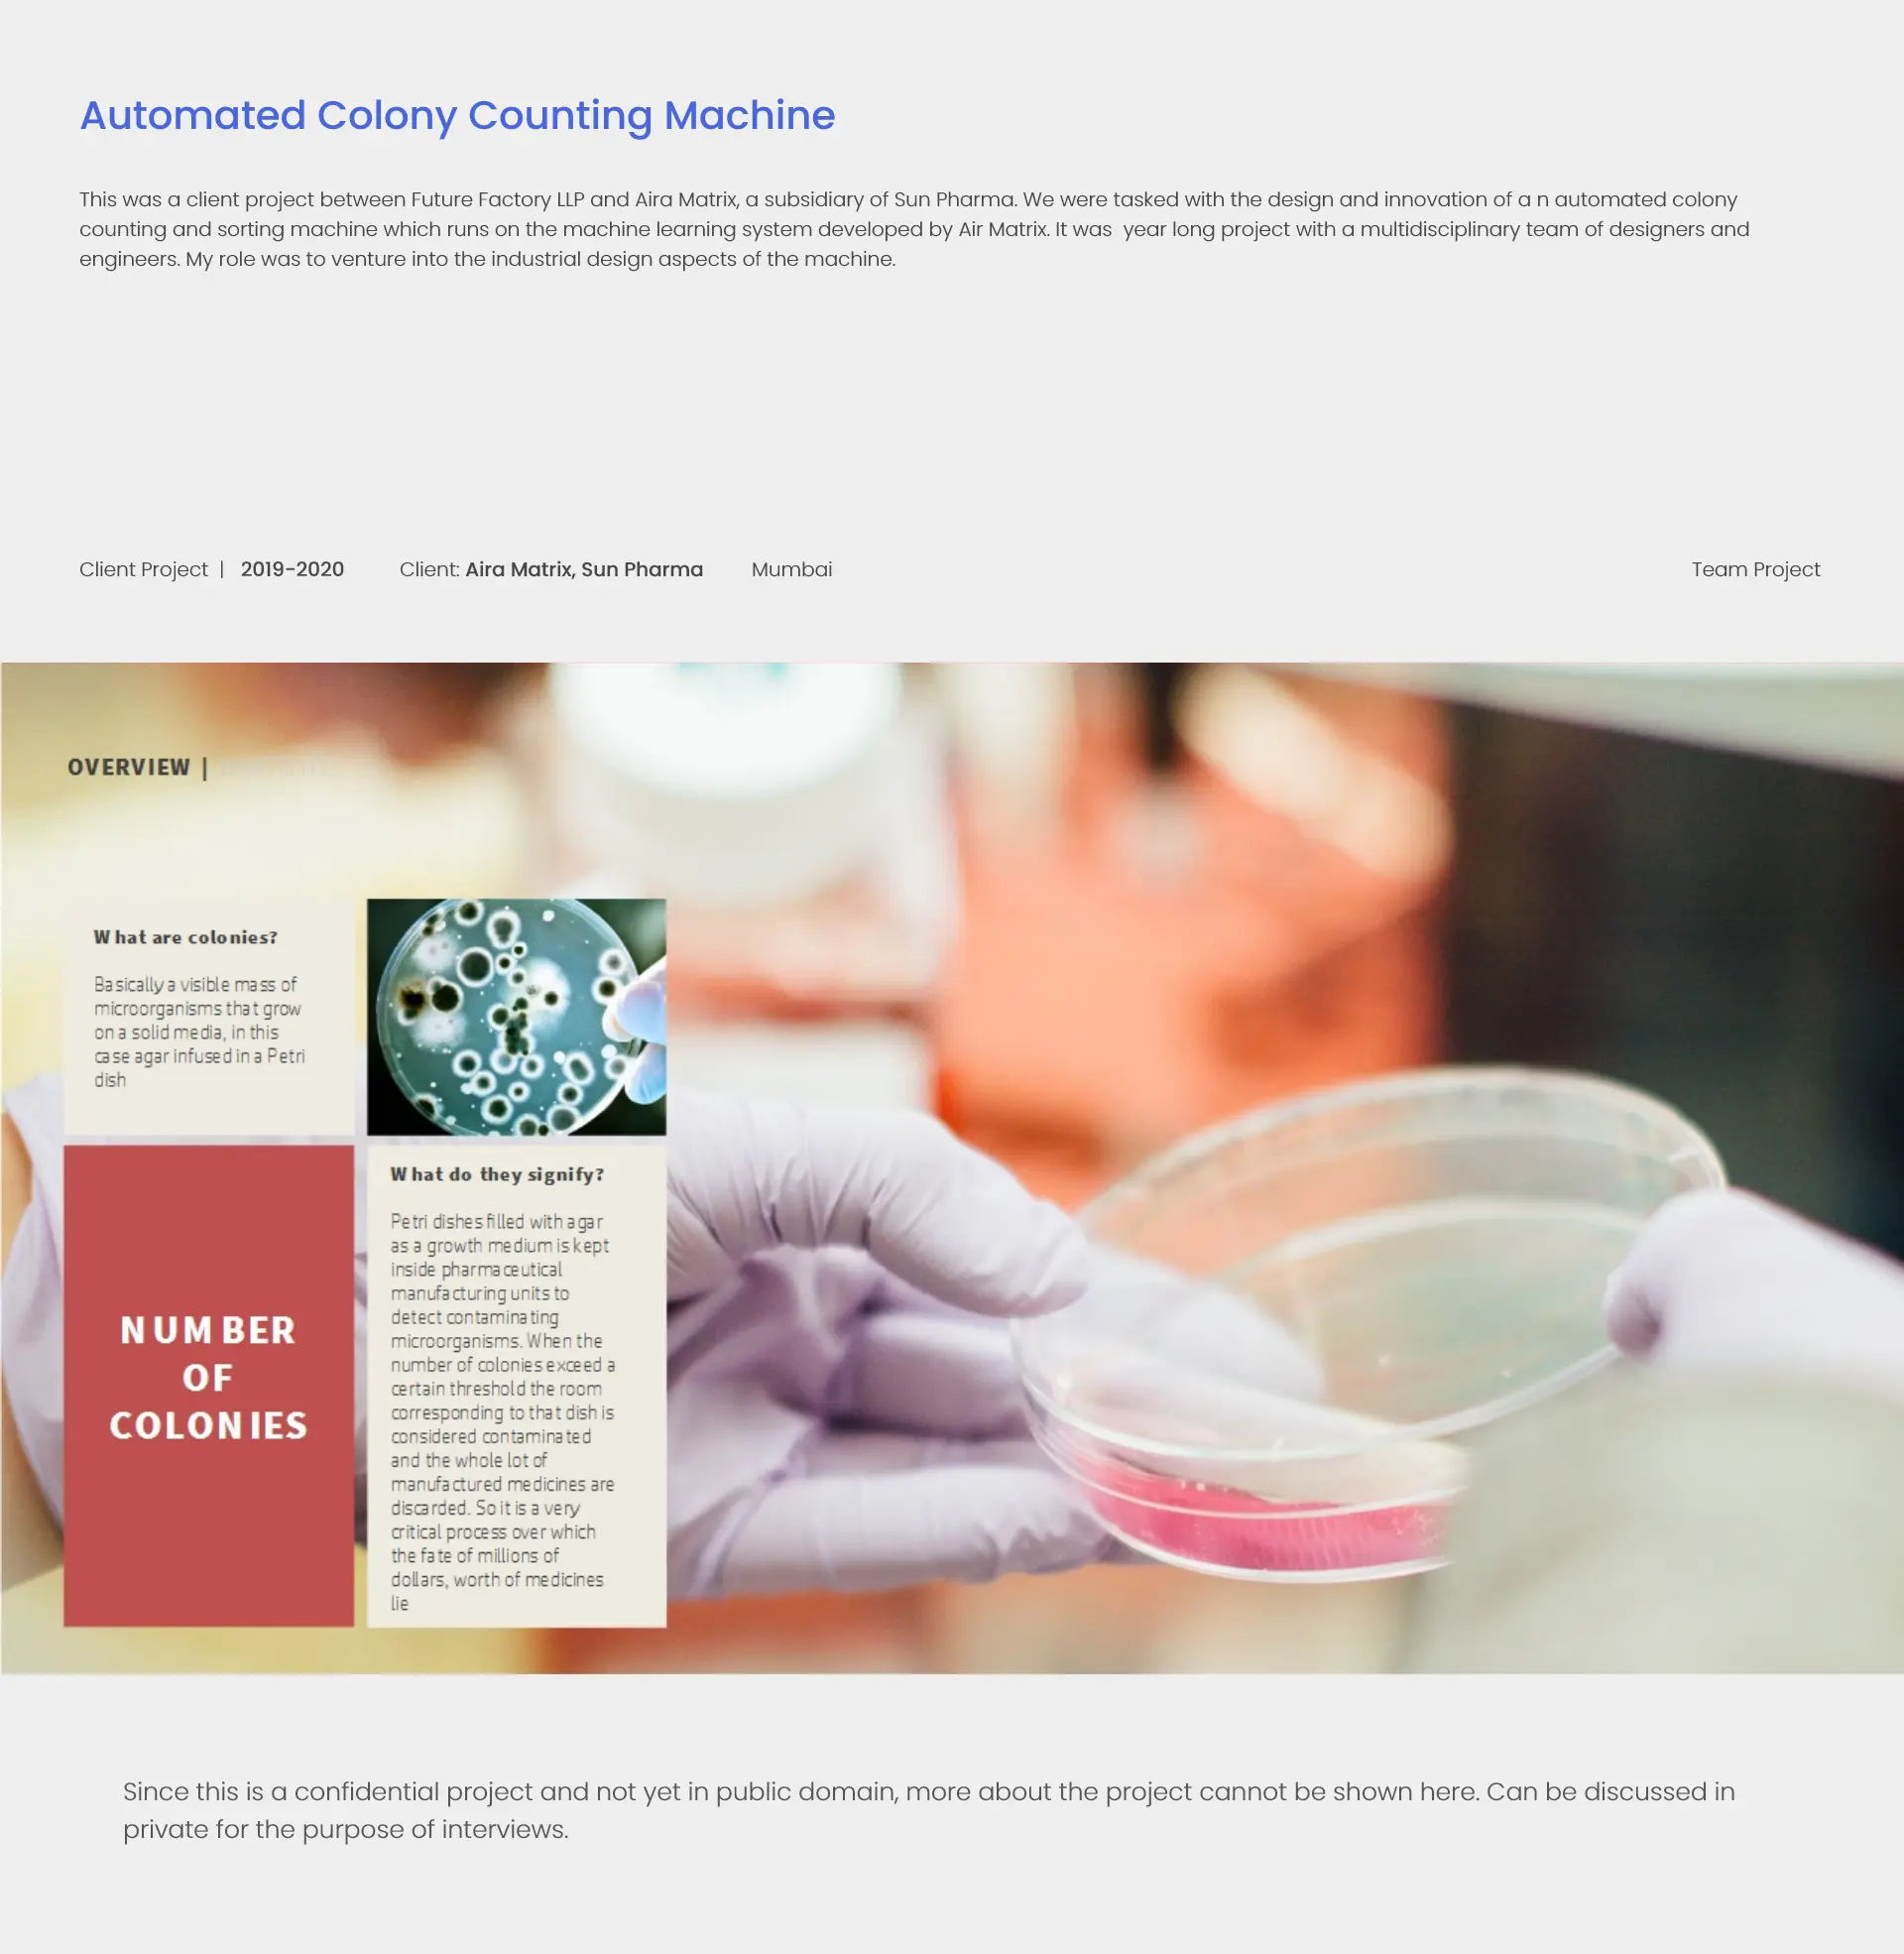 Automated Colony Counting Machine
This was a client project between Future Factory LLP and Aira Matrix, a subsidiary of Sun Pharma. We were tasked with the design and innovation of a n automated colony
counting and sorting machine which runs on the machine learning system developed by Air Matrix. It was  year long project with a multidisciplinary team of designers and
engineers. My role was to venture into the industrial design aspects of the machine.
Client Project | 2019-2020 Client: Aira Matrix, Sun Pharma Mumbai Team Project
OVERVIEW |
What are colonies?
Basically a visible mass of
microorganisms that grow
on a solid media, in this
case agar infused in a Petri
dish
NUMBER
OF
COLONIES
What do they signify?
Petri dishes filled with agar
as a growth medium is kept
inside pharmaceutical
manufacturing units to
detect contaminating
microorganisms. When the
number of colonies exceed a
certain threshold the room
corresponding to that dish is
considered contaminated
and the whole lot of
manufactured medicines are
discarded. So it is a very
critical process over which
the fate of millions of
dollars, worth of medicines
lie
Since this is a confidential project and not yet in public domain, more about the project cannot be shown here. Can be discussed in
private for the purpose of interviews.